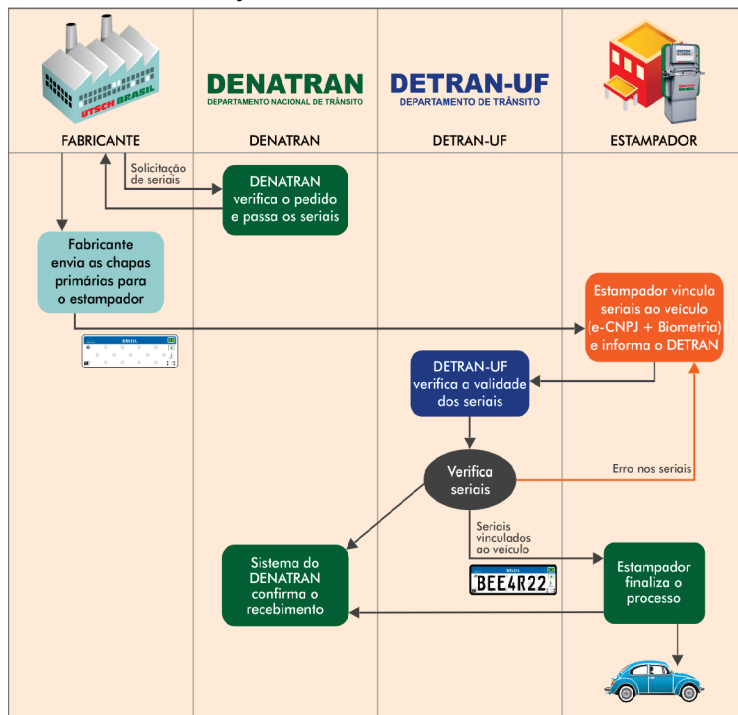 UTSCH BRASIL
DENATRAN
DEPARTAMENTO NACIONAL DE TRÂNSITO
DETRAN-UF
DEPARTAMENTO DE TRÂNSITO
FABRICANTE
DENATRAN
DETRAN-UF
ESTAMPADOR
Solicitação
de seriais
DENATRAN
verifica o pedido
e passa os seriais
Fabricante
envia as chapas
primárias para
o estampador
Estampador vincula
seriais ao veículo
(e-CNPJ + Biometria)
e informa o DETRAN
BRASIL
DETRAN-UF
verifica a validade
dos seriais
Verifica
seriais
Erro nos seriais
Seriais
vinculados
ao veículo
Sistema do
DENATRAN
confirma o
recebimento
Estampador
finaliza o
processo
BRASIL
BEE4R22